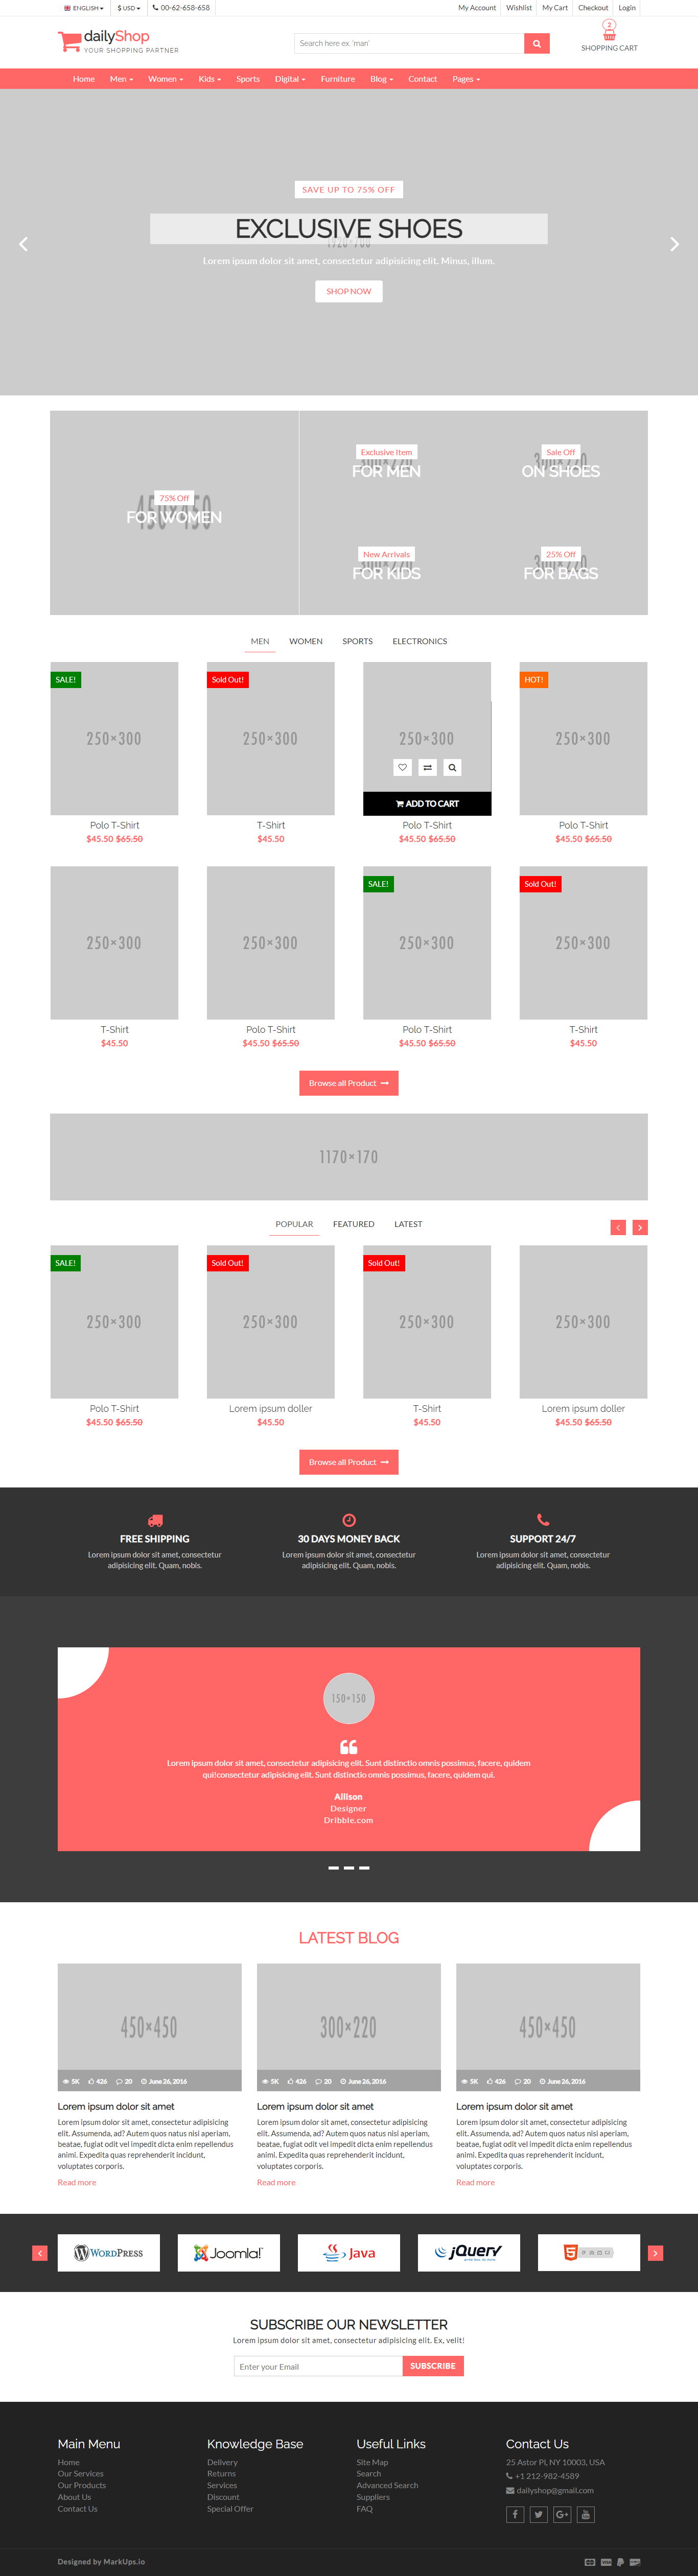 ENGLISH $ USD 00-62-658-658 My Account Wishlist My Cart Checkout Login
dailyShop
YOUR SHOPPING PARTNER
Search here ex. 'man'
2
SHOPPING CART
Home Men Women Kids Sports Digital Furniture Blog Contact Pages
SAVE UP TO 75% OFF
EXCLUSIVE SHOES
1920×700
Lorem ipsum dolor sit amet, consectetur adipisicing elit. Minus, illum.
SHOP NOW
75% Off
450×450
FOR WOMEN
Exclusive Item
300×220
FOR MEN
Sale Off
300×220
ON SHOES
New Arrivals
300×220
FOR KIDS
25% Off
300×220
FOR BAGS
MEN WOMEN SPORTS ELECTRONICS
SALE! Sold Out! HOT!
250×300 250×300 250×300 250×300
ADD TO CART
Polo T-Shirt T-Shirt Polo T-Shirt Polo T-Shirt
$45.50 $65.50 $45.50 $45.50 $65.50 $45.50 $65.50
SALE! Sold Out!
250×300 250×300 250×300 250×300
T-Shirt Polo T-Shirt Polo T-Shirt T-Shirt
$45.50 $45.50 $65.50 $45.50 $65.50 $45.50
Browse all Product
1170×170
POPULAR FEATURED LATEST
SALE! Sold Out! Sold Out!
250×300 250×300 250×300 250×300
Polo T-Shirt Lorem ipsum doller T-Shirt Lorem ipsum doller
$45.50 $65.50 $45.50 $45.50 $45.50 $65.50
Browse all Product
FREE SHIPPING 30 DAYS MONEY BACK SUPPORT 24/7
Lorem ipsum dolor sit amet, consectetur Lorem ipsum dolor sit amet, consectetur Lorem ipsum dolor sit amet, consectetur
adipisicing elit. Quam, nobis. adipisicing elit. Quam, nobis. adipisicing elit. Quam, nobis.
150×150
Lorem ipsum dolor sit amet, consectetur adipisicing elit. Sunt distinctio omnis possimus, facere, quidem
qui!consectetur adipisicing elit. Sunt distinctio omnis possimus, facere, quidem qui.
Allison
Designer
Dribble.com
LATEST BLOG
450×450 300×220 450×450
5K 426 20 June 26, 2016 5K 426 20 June 26, 2016 5K 426 20 June 26, 2016
Lorem ipsum dolor sit amet Lorem ipsum dolor sit amet Lorem ipsum dolor sit amet
Lorem ipsum dolor sit amet, consectetur adipisicing Lorem ipsum dolor sit amet, consectetur adipisicing Lorem ipsum dolor sit amet, consectetur adipisicing
elit. Assumenda, ad? Autem quos natus nisi aperiam, elit. Assumenda, ad? Autem quos natus nisi aperiam, elit. Assumenda, ad? Autem quos natus nisi aperiam,
beatae, fugiat odit vel impedit dicta enim repellendus beatae, fugiat odit vel impedit dicta enim repellendus beatae, fugiat odit vel impedit dicta enim repellendus
animi. Expedita quas reprehenderit incidunt, animi. Expedita quas reprehenderit incidunt, animi. Expedita quas reprehenderit incidunt,
voluptates corporis. voluptates corporis. voluptates corporis.
Read more Read more Read more
WORDPRESS Joomla! Java jQuery 5
SUBSCRIBE OUR NEWSLETTER
Lorem ipsum dolor sit amet, consectetur adipisicing elit. Ex, velit!
Enter your Email SUBSCRIBE
Main Menu Knowledge Base Useful Links Contact Us
Home Delivery Site Map 25 Astor Pl, NY 10003, USA
Our Services Returns Search +1 212-982-4589
Our Products Services Advanced Search dailyshop@gmail.com
About Us Discount Suppliers
Contact Us Special Offer FAQ
Designed by MarkUps.io